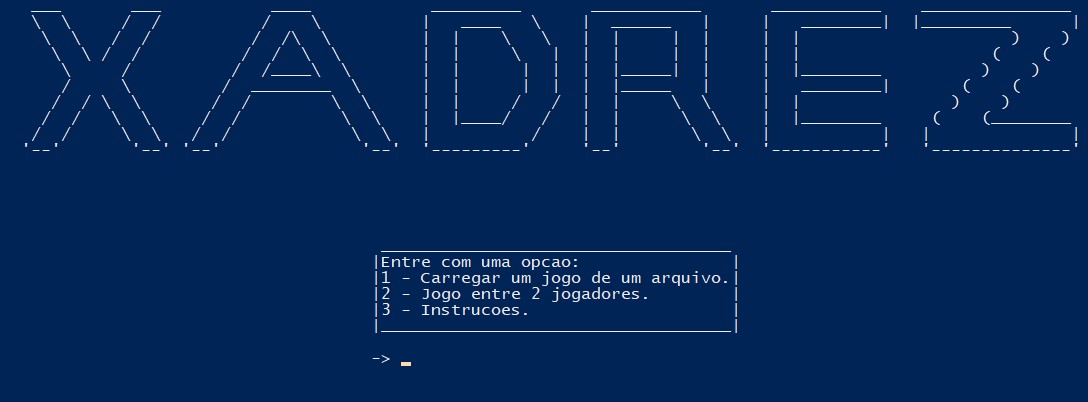 XADREZ
Entre com uma opcao:
1 - Carregar um jogo de um arquivo.
2 - Jogo entre 2 jogadores.
3 - Instrucoes.
->